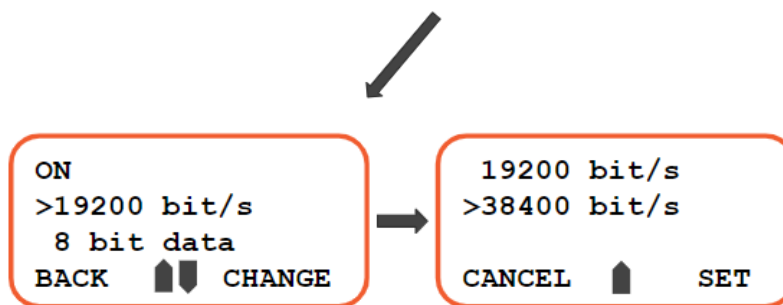 ON
>19200 bit/s
8 bit data
BACK CHANGE
19200 bit/s
>38400 bit/s
CANCEL SET